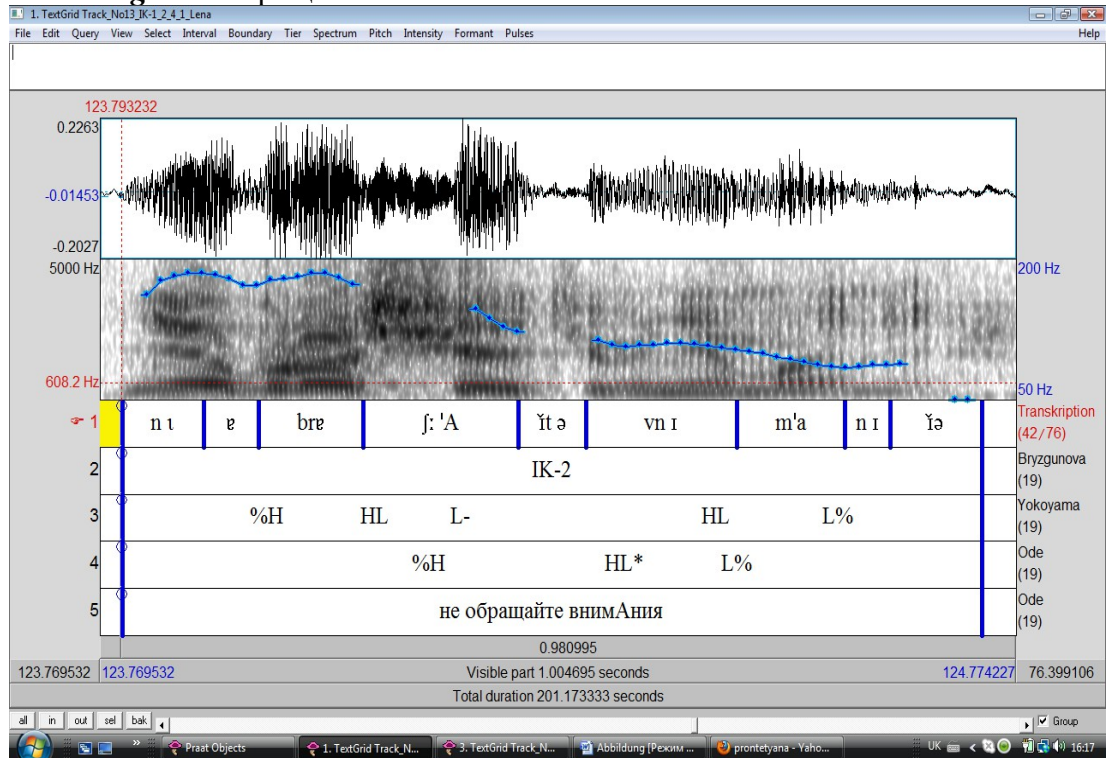 1. TextGrid Track_No13_IK-1_2_4_1_Lena
File Edit Query View Select Interval Boundary Tier Spectrum Pitch Intensity Formant Pulses Help
123.793232
0.2263
-0.01453
-0.2027
5000 Hz 200 Hz
608.2 Hz 50 Hz
1 n ɩ ɐ brɐ ʃ: 'A ǐt ə vn ɪ m'a n ɪ ǐə Transkription (42/76)
2 IK-2 Bryzgunova (19)
3 %H HL L- HL L% Yokoyama (19)
4 %H HL* L% Ode (19)
5 не обращайте внимАния Ode (19)
0.980995
123.769532 123.769532 Visible part 1.004695 seconds 124.774227 76.399106
Total duration 201.173333 seconds
all in out sel bak Group
Praat Objects 1. TextGrid Track_N... 3. TextGrid Track_N... Abbildung [Режим ... prontetyana - Yaho... UK 16:17